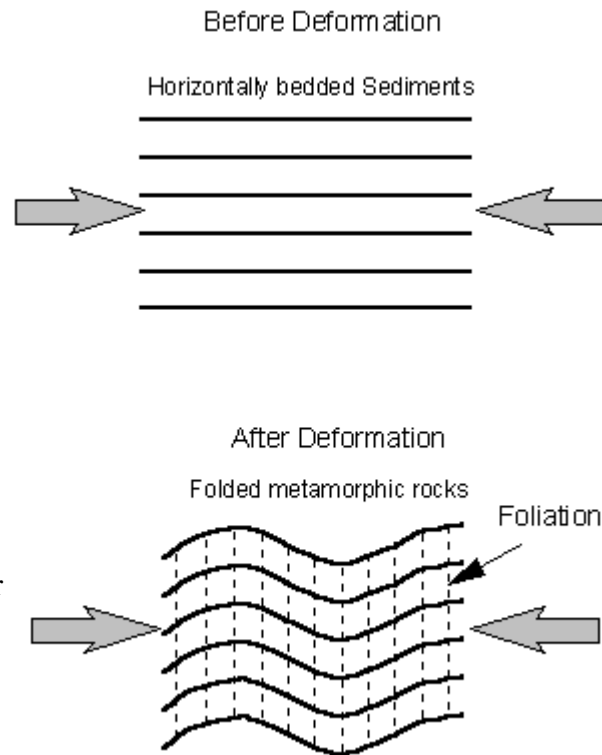 Before Deformation
Horizontally bedded Sediments
After Deformation
Folded metamorphic rocks
Foliation